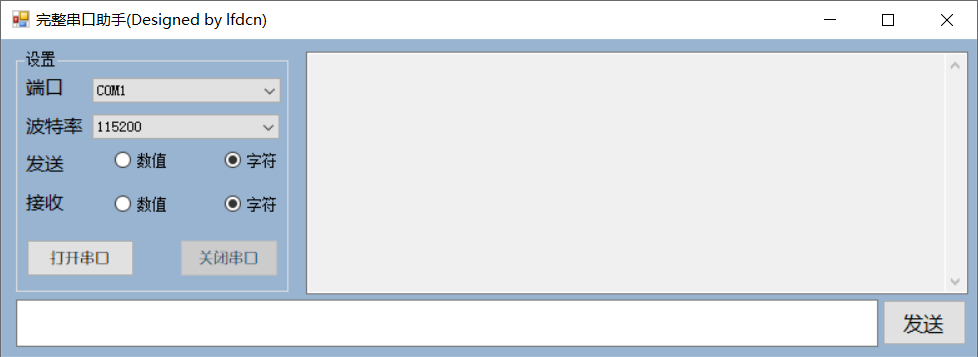 完整串口助手(Designed by lfdcn)
设置
端口 COM1
波特率 115200
发送 数值 字符
接收 数值 字符
打开串口 关闭串口
发送